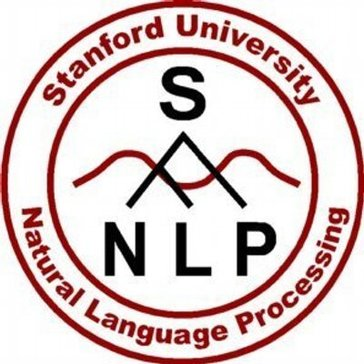 Stanford University
S
NLP
Natural Language Processing